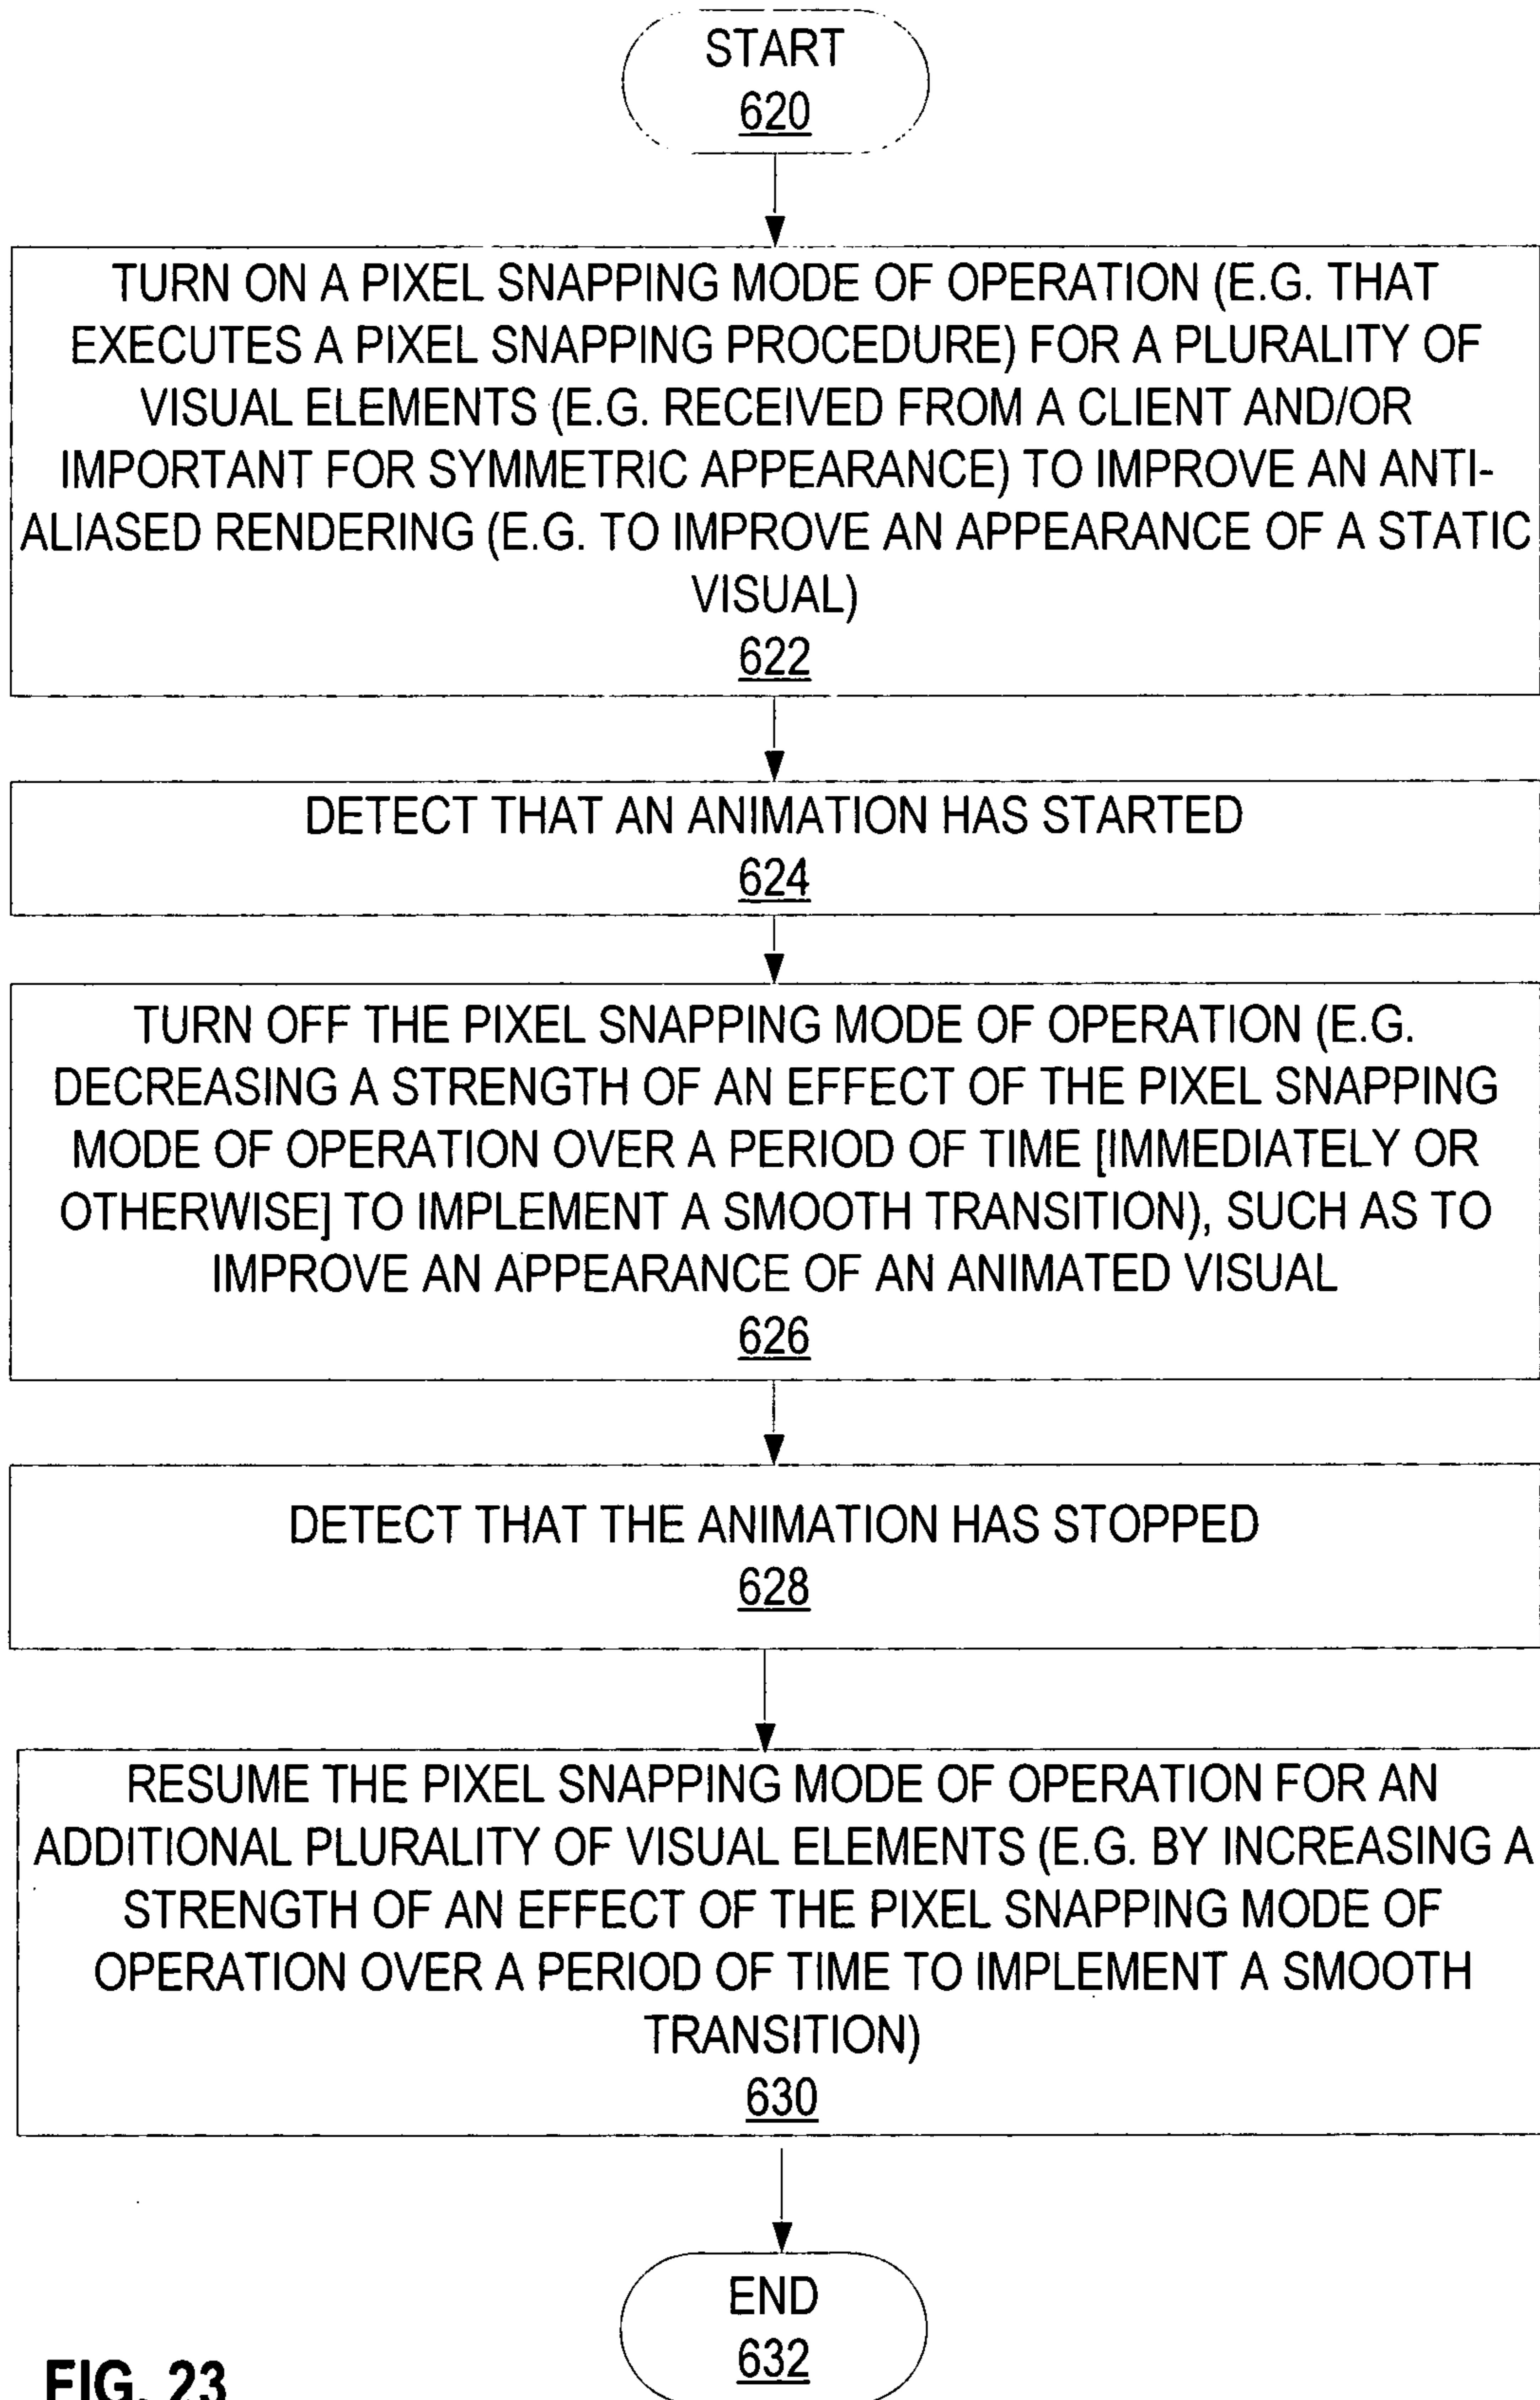 START
620
TURN ON A PIXEL SNAPPING MODE OF OPERATION (E.G. THAT
EXECUTES A PIXEL SNAPPING PROCEDURE) FOR A PLURALITY OF
VISUAL ELEMENTS (E.G. RECEIVED FROM A CLIENT AND/OR
IMPORTANT FOR SYMMETRIC APPEARANCE) TO IMPROVE AN ANTI-
ALIASED RENDERING (E.G. TO IMPROVE AN APPEARANCE OF A STATIC
VISUAL)
622
DETECT THAT AN ANIMATION HAS STARTED
624
TURN OFF THE PIXEL SNAPPING MODE OF OPERATION (E.G.
DECREASING A STRENGTH OF AN EFFECT OF THE PIXEL SNAPPING
MODE OF OPERATION OVER A PERIOD OF TIME [IMMEDIATELY OR
OTHERWISE] TO IMPLEMENT A SMOOTH TRANSITION), SUCH AS TO
IMPROVE AN APPEARANCE OF AN ANIMATED VISUAL
626
DETECT THAT THE ANIMATION HAS STOPPED
628
RESUME THE PIXEL SNAPPING MODE OF OPERATION FOR AN
ADDITIONAL PLURALITY OF VISUAL ELEMENTS (E.G. BY INCREASING A
STRENGTH OF AN EFFECT OF THE PIXEL SNAPPING MODE OF
OPERATION OVER A PERIOD OF TIME TO IMPLEMENT A SMOOTH
TRANSITION)
630
END
632
FIG. 23